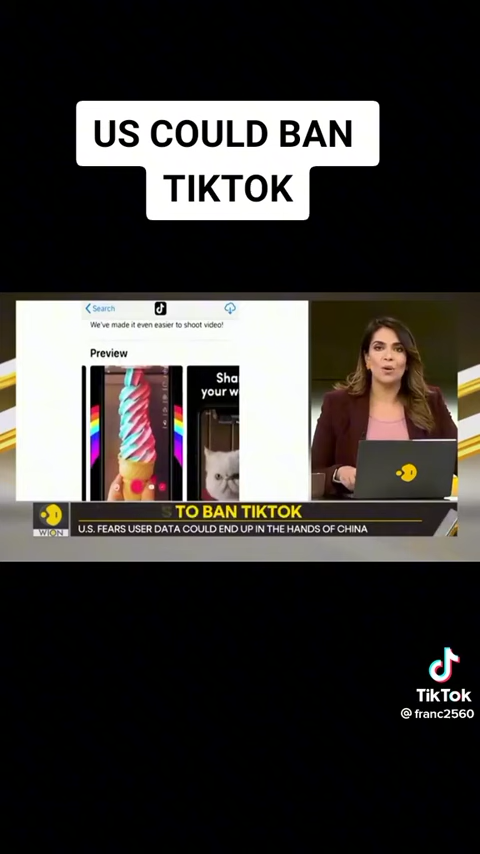 US COULD BAN
TIKTOK
Search
We've made it even easier to shoot video!
Preview
Sha
your w
S TO BAN TIKTOK
U.S. FEARS USER DATA COULD END UP IN THE HANDS OF CHINA
WION
TikTok
@franc2560